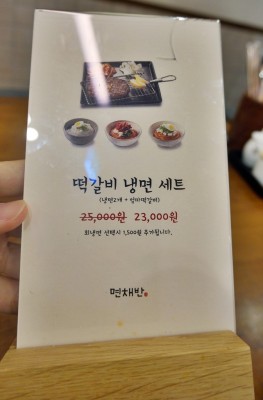 떡갈비 냉면 세트
(냉면2개 + 임마떡갈비)
25,000원 23,000원
회냉면 선택시 1,500원 추가됩니다.
면채반